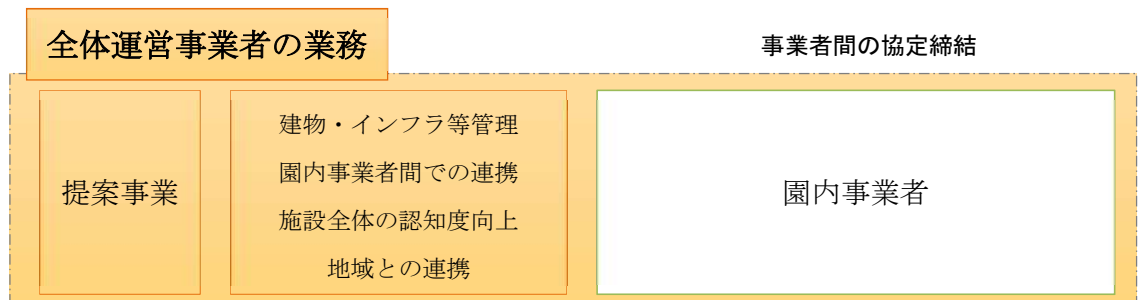 全体運営事業者の業務
事業者間の協定締結
提案事業
建物・インフラ等管理
園内事業者間での連携
施設全体の認知度向上
地域との連携
園内事業者